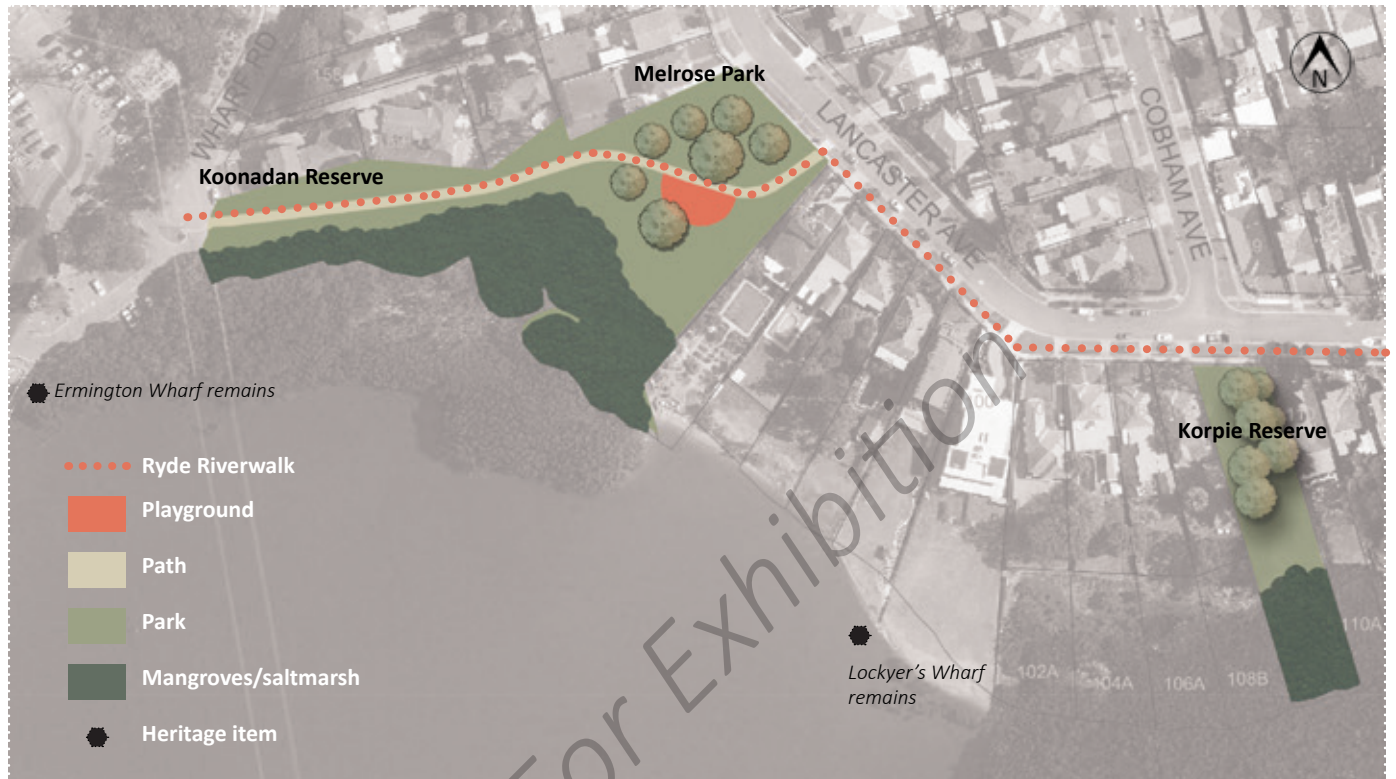 Melrose Park
N
WHARF RD
LANCASTER AVE
COBHAM AVE
Koonadan Reserve
Ermington Wharf remains
Korpie Reserve
Ryde Riverwalk
Playground
Path
Park
Mangroves/saltmarsh
Heritage item
Lockyer's Wharf
remains
102A
104A
106A
108B
110A
For Exhibition